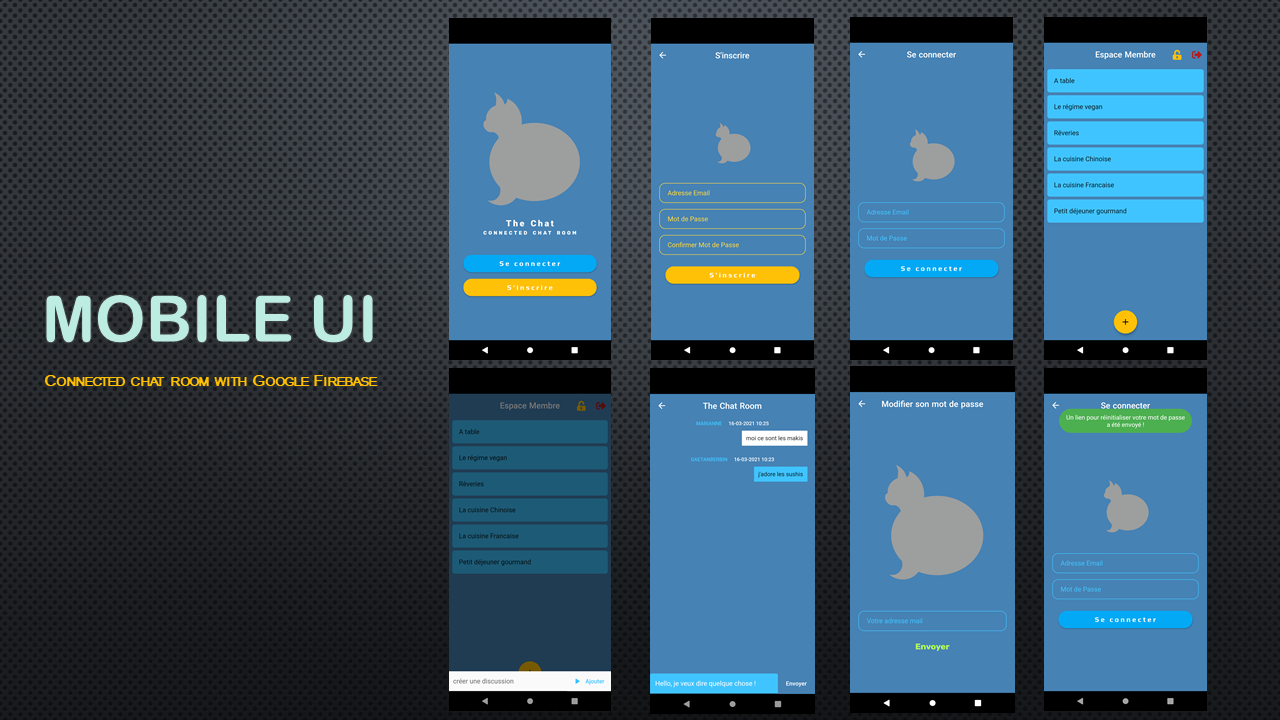 MOBILE UI
Connected chat room with Google Firebase
The Chat
CONNECTED CHAT ROOM
Se connecter
S'inscrire
S'inscrire
Adresse Email
Mot de Passe
Confirmer Mot de Passe
S'inscrire
Se connecter
Adresse Email
Mot de Passe
Se connecter
Espace Membre
A table
Le régime vegan
Rêveries
La cuisine Chinoise
La cuisine Francaise
Petit déjeuner gourmand
+
Espace Membre
A table
Le régime vegan
Rêveries
La cuisine Chinoise
La cuisine Francaise
Petit déjeuner gourmand
créer une discussion
Ajouter
The Chat Room
MARIANNE 16-03-2021 10:25
moi ce sont les makis
GAETANROBIN 16-03-2021 10:23
j'adore les sushis
Hello, je veux dire quelque chose !
Envoyer
Modifier son mot de passe
Votre adresse mail
Envoyer
Se connecter
Un lien pour réinitialiser votre mot de passe
a été envoyé !
Adresse Email
Mot de Passe
Se connecter